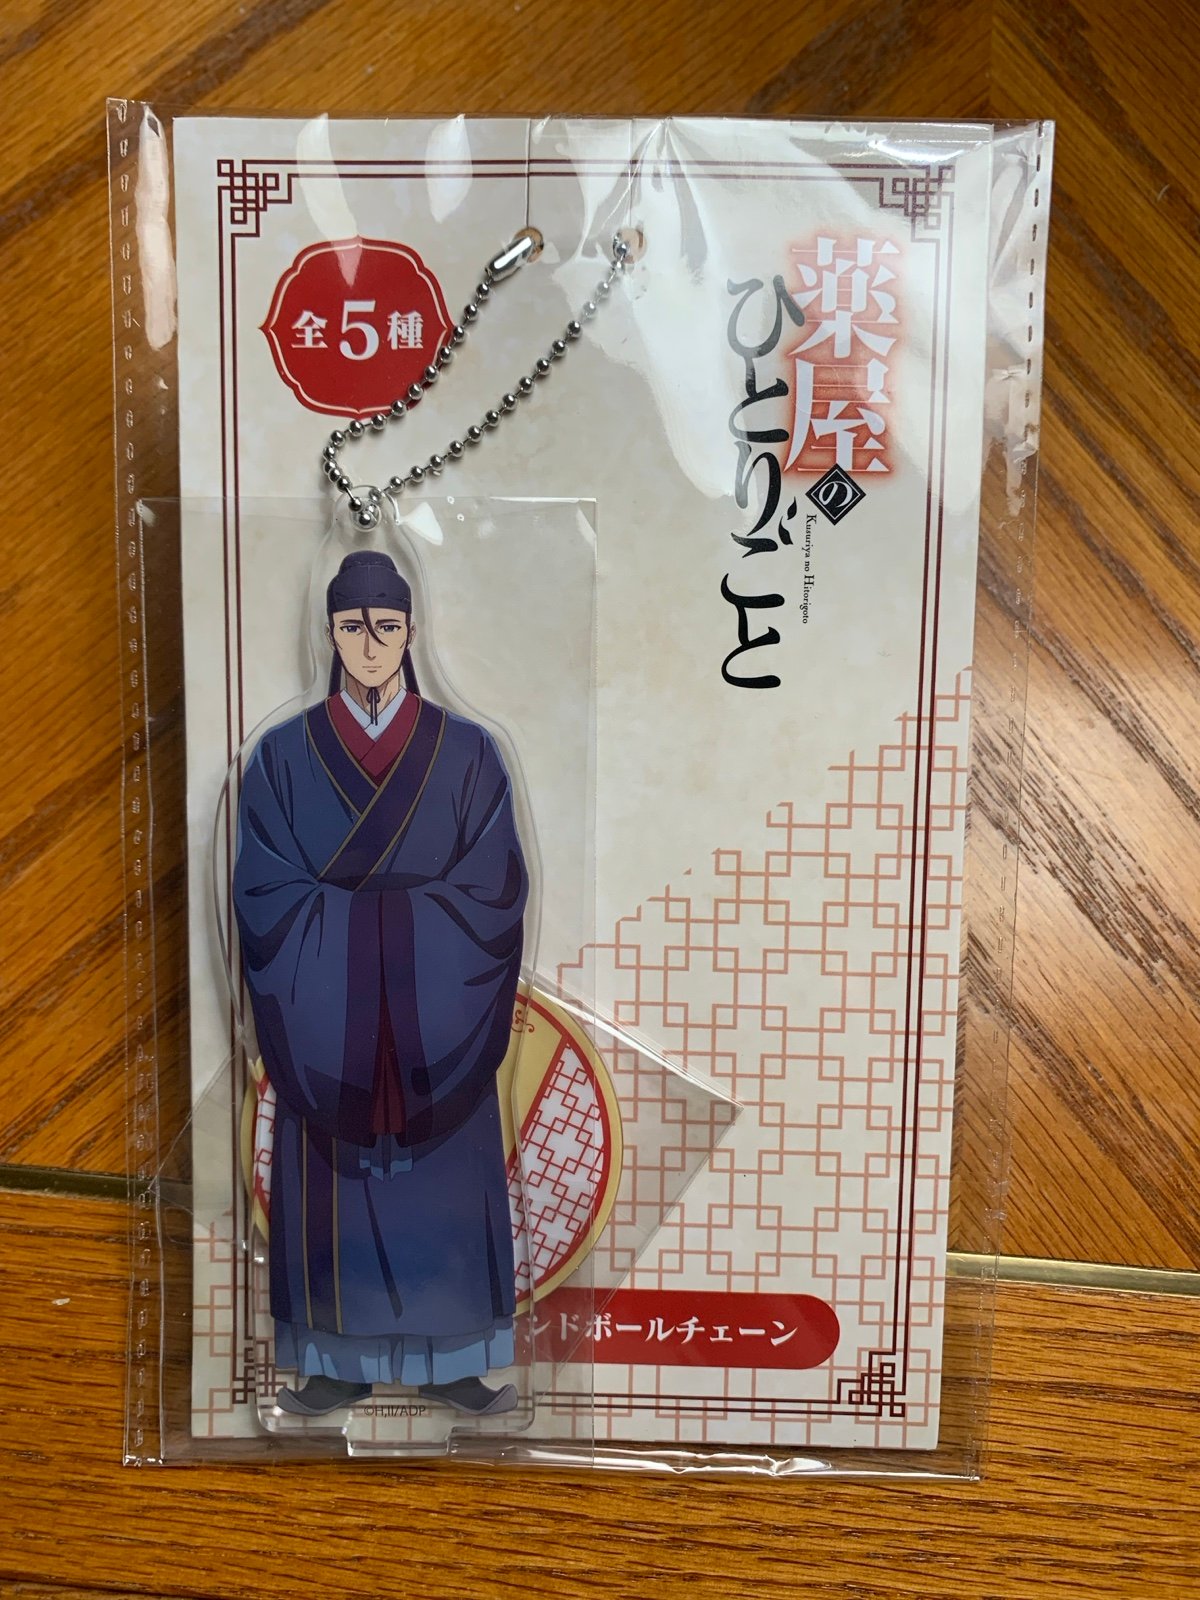 全5種
薬屋の
ひとりごと
Kusuriya no Hitorigoto
ンドボールチェーン
©H,II/ADP